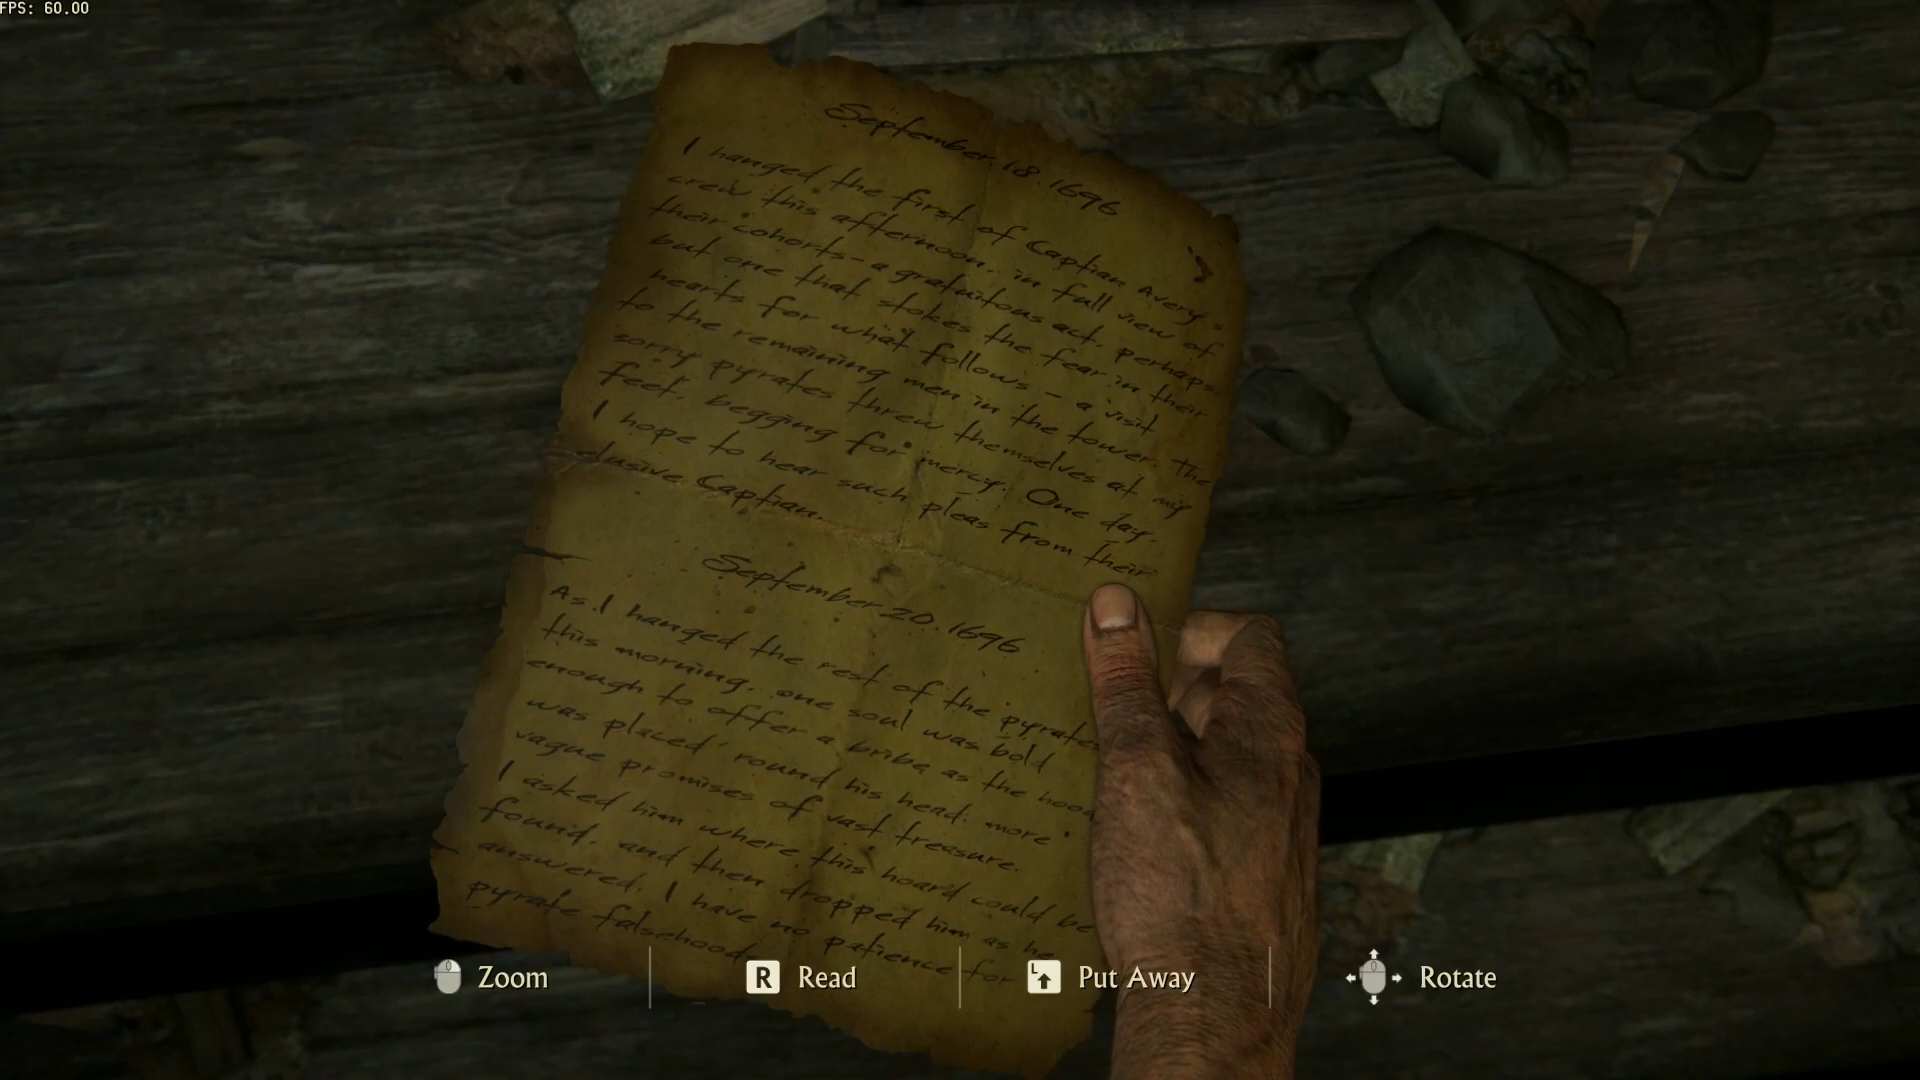 FPS: 60.00
September 18, 1696
I hanged the first of Captian Avery's
crew this afternoon, in full view of
their cohorts - a gratuitous act, perhaps,
but one that stokes the fear in their
hearts for what follows - a visit
to the remaining men in the tower. The
sorry pyrates threw themselves at my
feet, begging for mercy. One day,
I hope to hear such pleas from their
elusive Captian.
September 20, 1696
As I hanged the rest of the pyrates
this morning, one soul was bold
enough to offer a bribe as the hood
was placed 'round his head: more
vague promises of vast treasure.
I asked him where this hoard could be
found, and then dropped him as he
answered. I have no patience for
pyrate falsehood
Zoom
R Read
L Put Away
Rotate